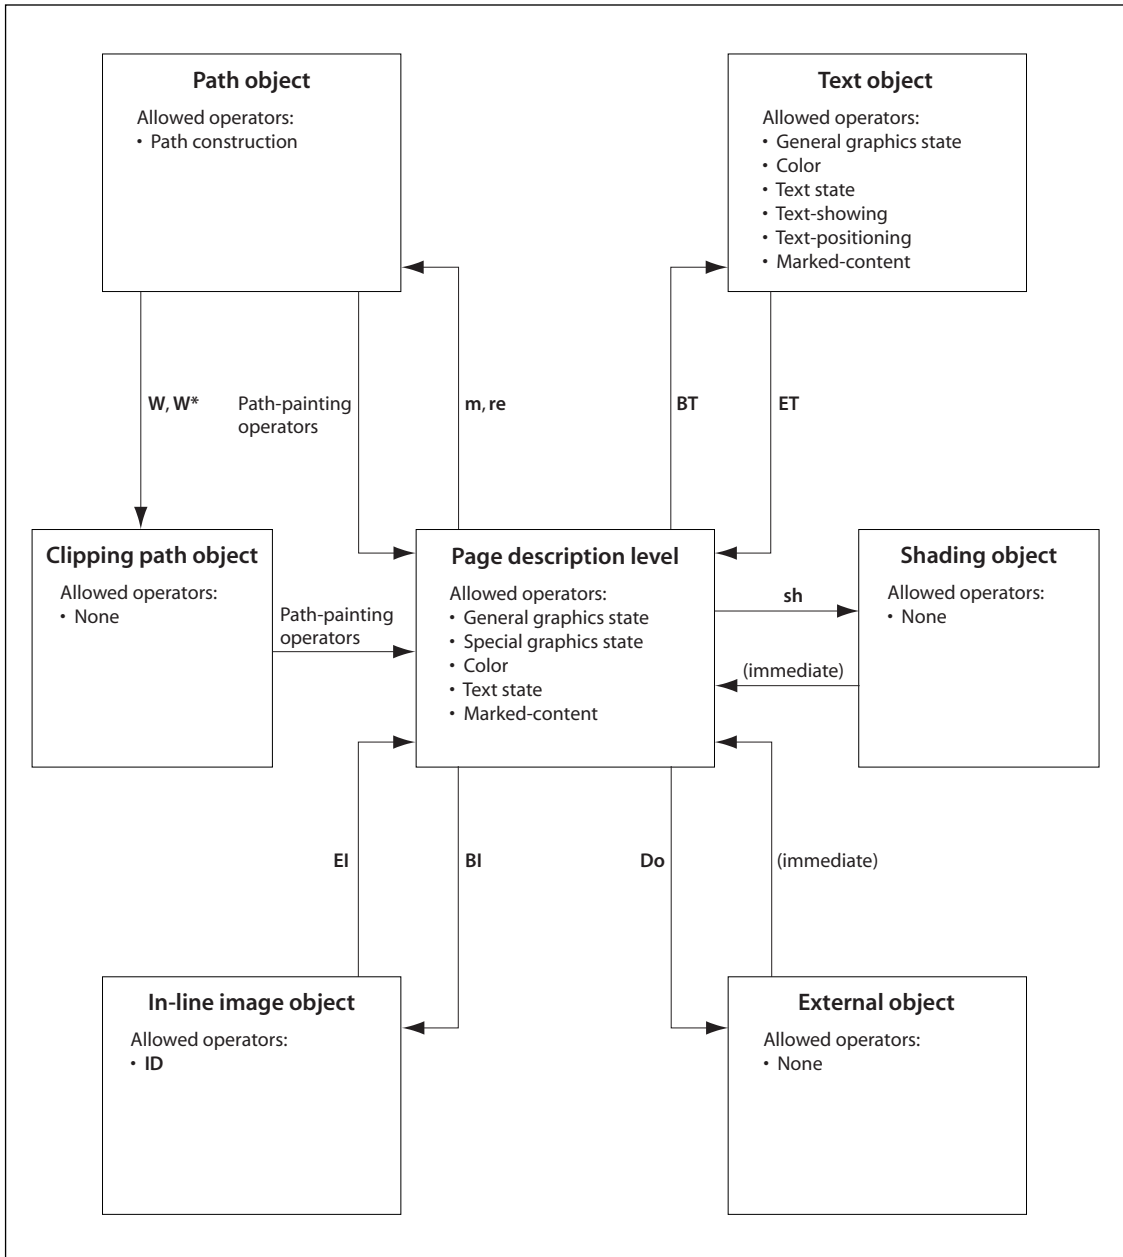 Path object
Allowed operators:
• Path construction
Text object
Allowed operators:
• General graphics state
• Color
• Text state
• Text-showing
• Text-positioning
• Marked-content
W, W*
Path-painting
operators
m, re
BT
ET
Clipping path object
Allowed operators:
• None
Path-painting
operators
Page description level
Allowed operators:
• General graphics state
• Special graphics state
• Color
• Text state
• Marked-content
sh
(immediate)
Shading object
Allowed operators:
• None
EI
BI
Do
(immediate)
In-line image object
Allowed operators:
• ID
External object
Allowed operators:
• None